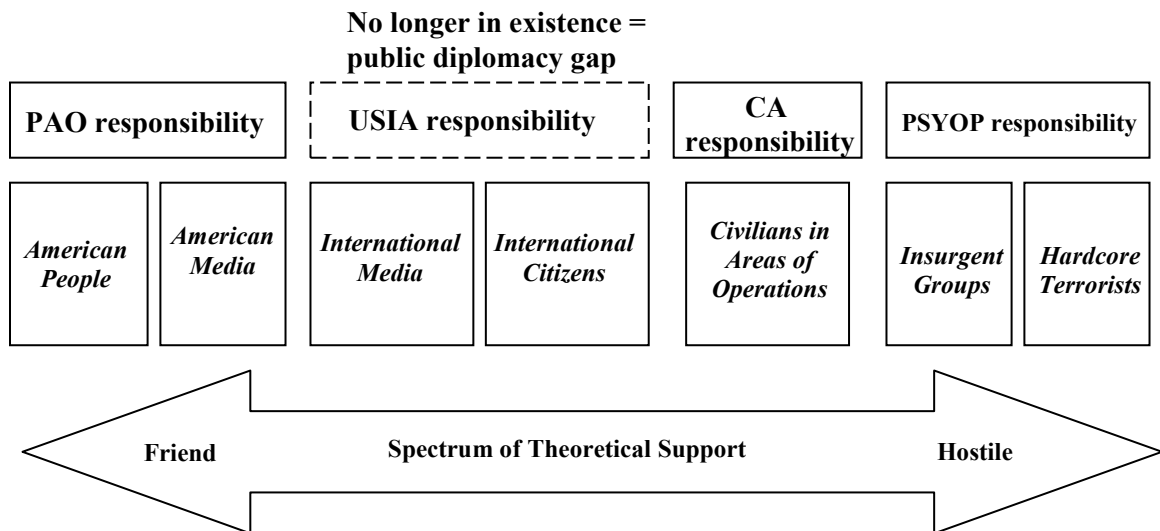 No longer in existence =
public diplomacy gap
PAO responsibility
USIA responsibility
CA
responsibility
PSYOP responsibility
American
People
American
Media
International
Media
International
Citizens
Civilians in
Areas of
Operations
Insurgent
Groups
Hardcore
Terrorists
Friend
Spectrum of Theoretical Support
Hostile